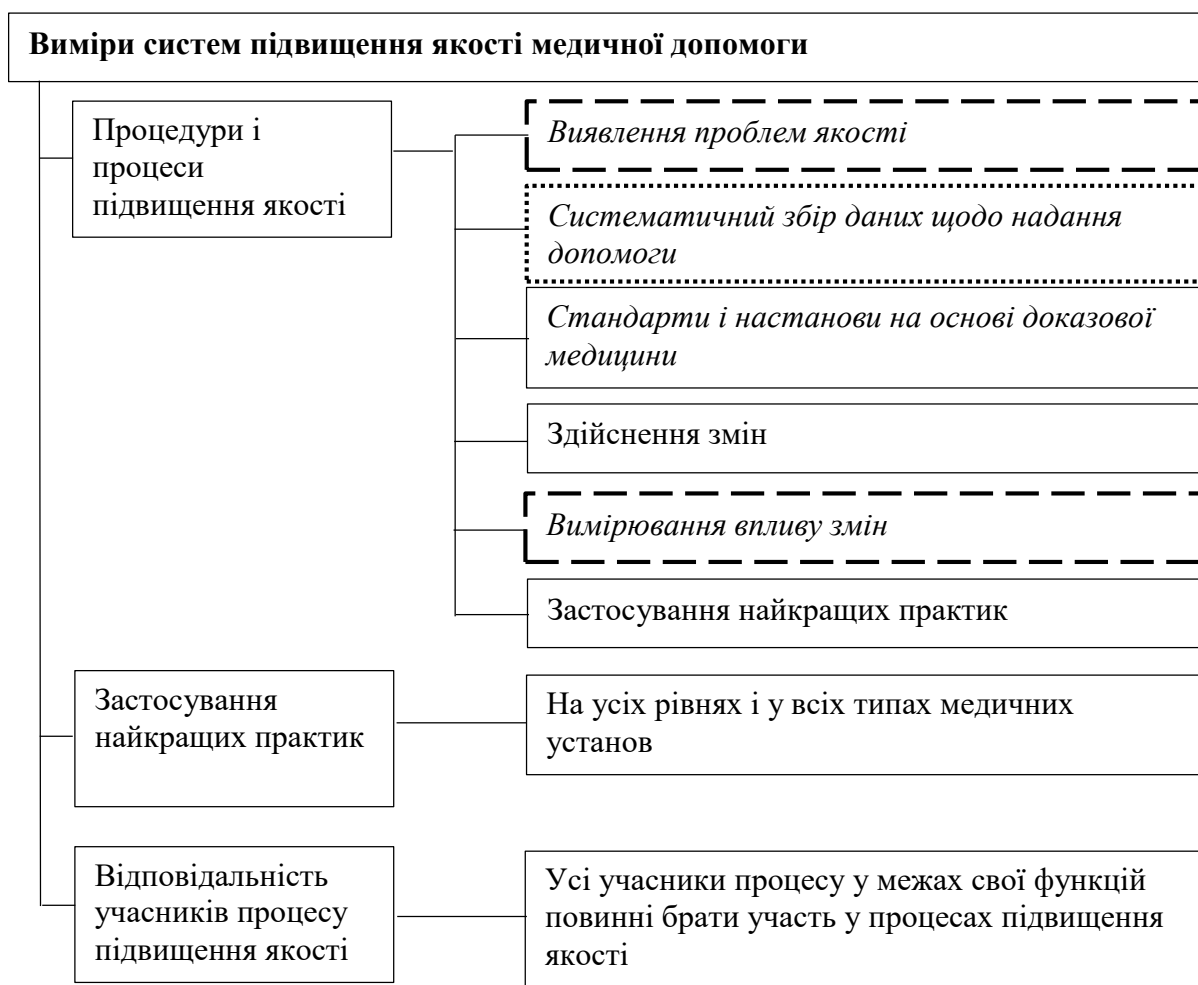 Виміри систем підвищення якості медичної допомоги
Процедури і
процеси
підвищення якості
Виявлення проблем якості
Систематичний збір даних щодо надання
допомоги
Стандарти і настанови на основі доказової
медицини
Здійснення змін
Вимірювання впливу змін
Застосування найкращих практик
Застосування
найкращих практик
На усіх рівнях і у всіх типах медичних
установ
Відповідальність
учасників процесу
підвищення якості
Усі учасники процесу у межах свої функцій
повинні брати участь у процесах підвищення
якості